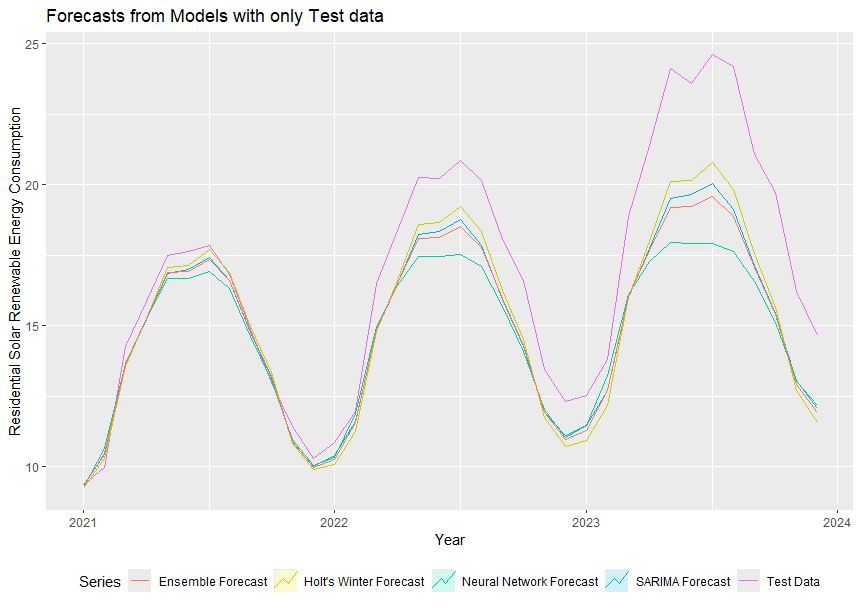 Forecasts from Models with only Test data
Residential Solar Renewable Energy Consumption
25
20
15
10
2021
2022
2023
2024
Year
Series
Ensemble Forecast
Holt's Winter Forecast
Neural Network Forecast
SARIMA Forecast
Test Data